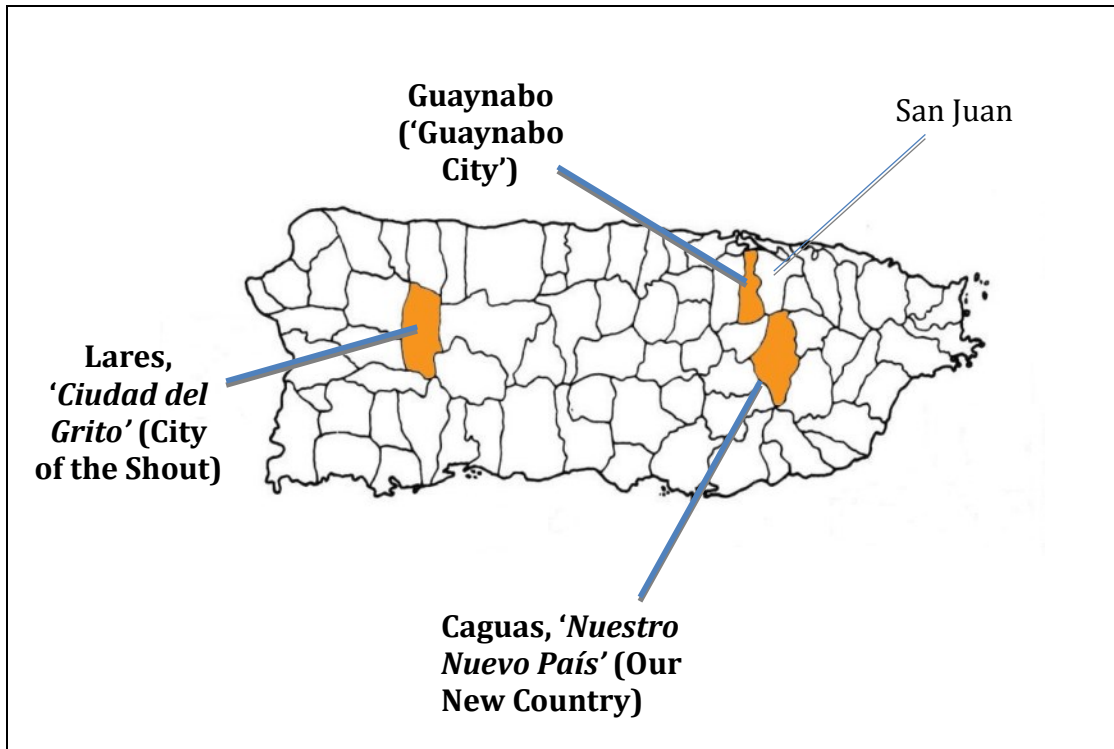 Guaynabo
(‘Guaynabo
City’)
San Juan
Lares,
‘Ciudad del
Grito’ (City
of the Shout)
Caguas, ‘Nuestro
Nuevo País’ (Our
New Country)